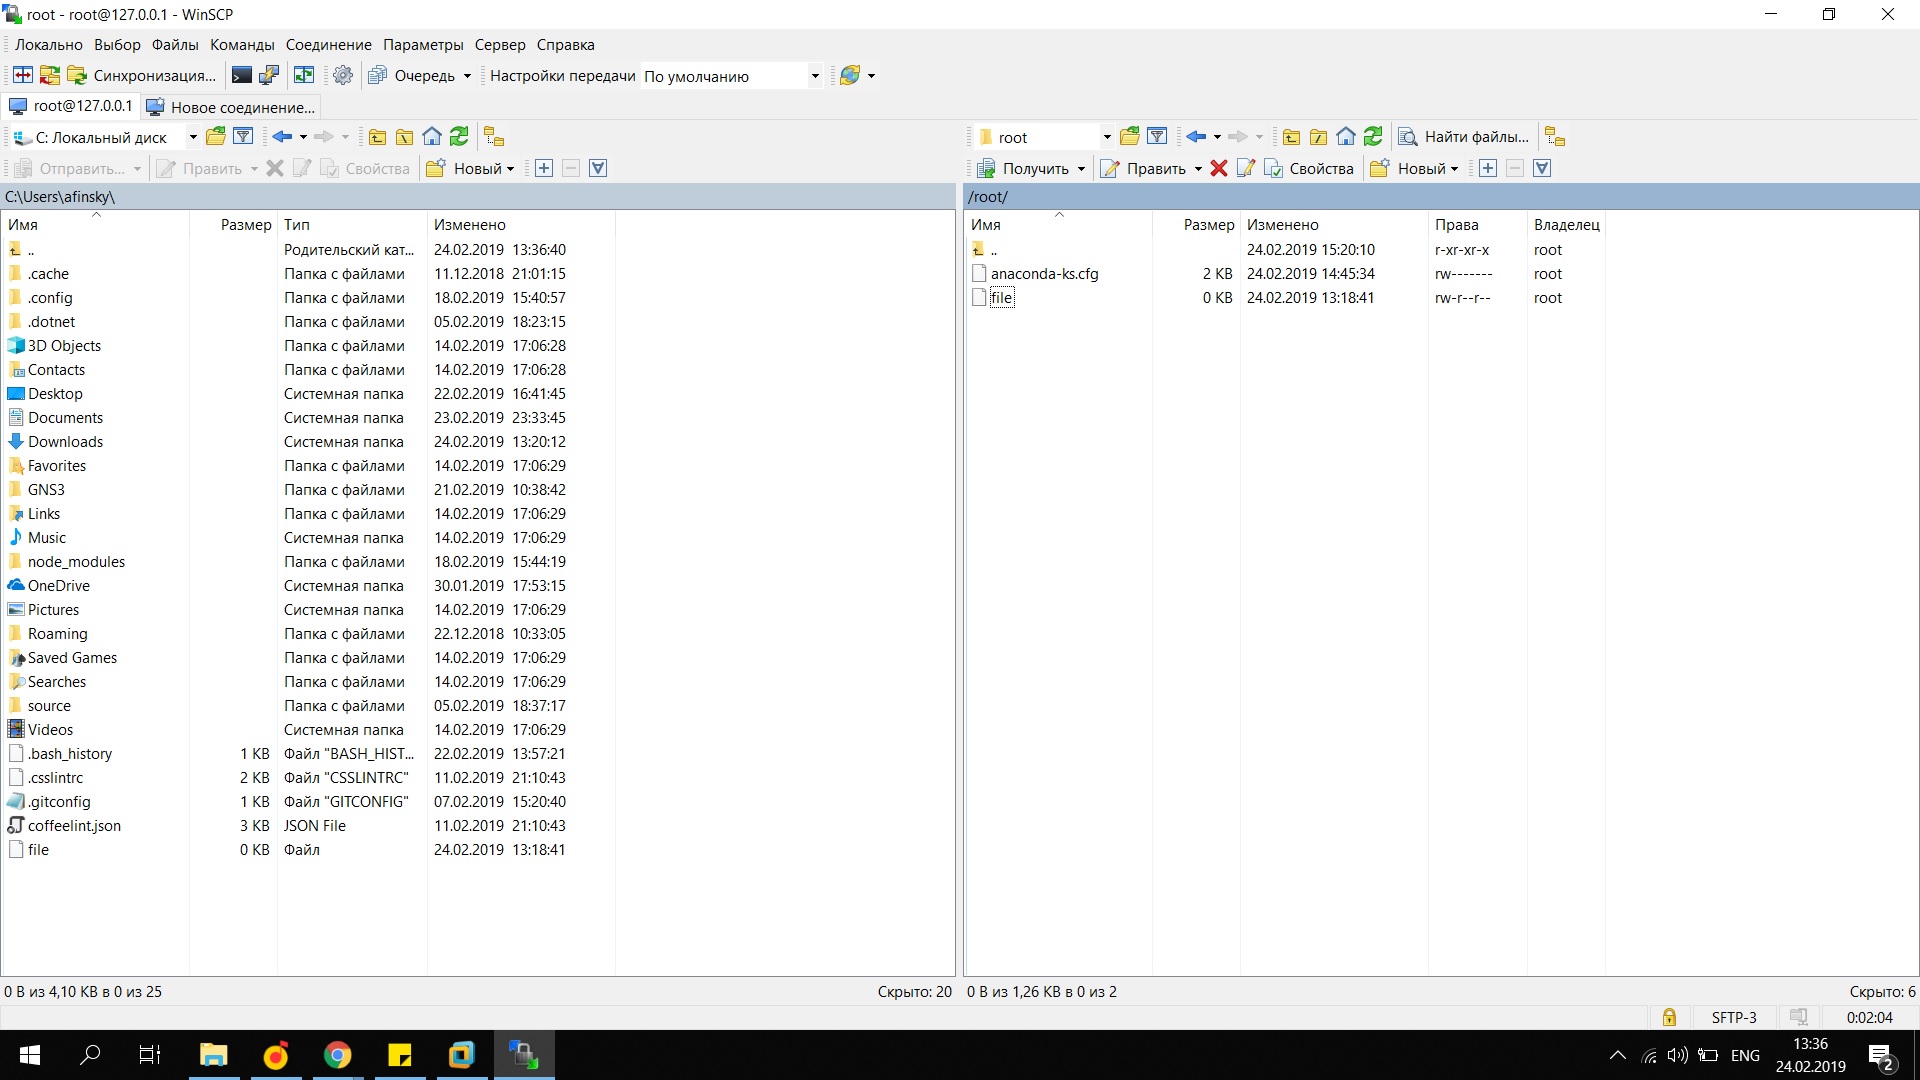 root - root@127.0.0.1 - WinSCP
Локально Выбор Файлы Команды Соединение Параметры Сервер Справка
Синхронизация... Очередь Настройки передачи По умолчанию
root@127.0.0.1 Новое соединение...
C: Локальный диск root Найти файлы...
Отправить... Править Свойства Новый Получить Править Свойства Новый
C:\Users\afinsky\ /root/
Имя Размер Тип Изменено
.. Родительский кат... 24.02.2019 13:36:40
.cache Папка с файлами 11.12.2018 21:01:15
.config Папка с файлами 18.02.2019 15:40:57
.dotnet Папка с файлами 05.02.2019 18:23:15
3D Objects Папка с файлами 14.02.2019 17:06:28
Contacts Папка с файлами 14.02.2019 17:06:28
Desktop Системная папка 22.02.2019 16:41:45
Documents Системная папка 23.02.2019 23:33:45
Downloads Системная папка 24.02.2019 13:20:12
Favorites Папка с файлами 14.02.2019 17:06:29
GNS3 Папка с файлами 21.02.2019 10:38:42
Links Папка с файлами 14.02.2019 17:06:29
Music Системная папка 14.02.2019 17:06:29
node_modules Папка с файлами 18.02.2019 15:44:19
OneDrive Системная папка 30.01.2019 17:53:15
Pictures Системная папка 14.02.2019 17:06:29
Roaming Папка с файлами 22.12.2018 10:33:05
Saved Games Папка с файлами 14.02.2019 17:06:29
Searches Папка с файлами 14.02.2019 17:06:29
source Папка с файлами 05.02.2019 18:37:17
Videos Системная папка 14.02.2019 17:06:29
.bash_history 1 KB Файл "BASH_HIST... 22.02.2019 13:57:21
.csslintrc 2 KB Файл "CSSLINTRC" 11.02.2019 21:10:43
.gitconfig 1 KB Файл "GITCONFIG" 07.02.2019 15:20:40
coffeelint.json 3 KB JSON File 11.02.2019 21:10:43
file 0 KB Файл 24.02.2019 13:18:41
Имя Размер Изменено Права Владелец
.. 24.02.2019 15:20:10 r-xr-xr-x root
anaconda-ks.cfg 2 KB 24.02.2019 14:45:34 rw------- root
file 0 KB 24.02.2019 13:18:41 rw-r--r-- root
0 B из 4,10 KB в 0 из 25 Скрыто: 20 0 B из 1,26 KB в 0 из 2 Скрыто: 6
SFTP-3 0:02:04
ENG 13:36
24.02.2019
2